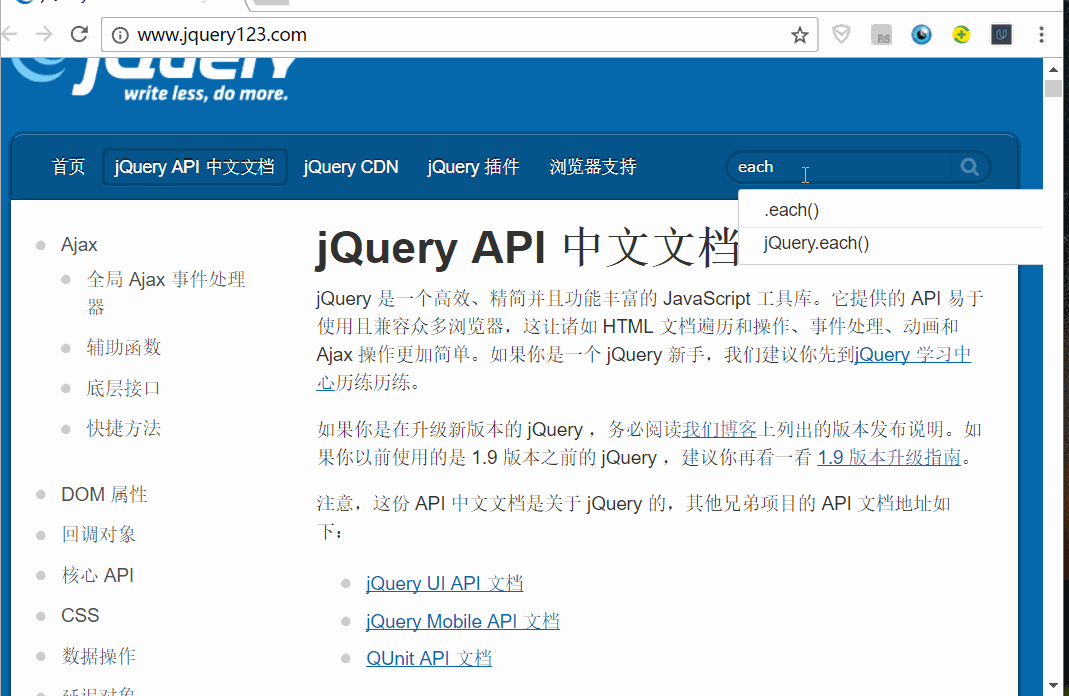 www.jquery123.com
jQuery
write less, do more.
首页 jQuery API 中文文档 jQuery CDN jQuery 插件 浏览器支持 each
.each()
jQuery.each()
Ajax
全局 Ajax 事件处理
器
辅助函数
底层接口
快捷方法
DOM 属性
回调对象
核心 API
CSS
数据操作
延迟对象
jQuery API 中文文档
jQuery 是一个高效、精简并且功能丰富的 JavaScript 工具库。它提供的 API 易于
使用且兼容众多浏览器，这让诸如 HTML 文档遍历和操作、事件处理、动画和
Ajax 操作更加简单。如果你是一个 jQuery 新手，我们建议你先到jQuery 学习中
心历练历练。
如果你是在升级新版本的 jQuery ，务必阅读我们博客上列出的版本发布说明。如
果你以前使用的是 1.9 版本之前的 jQuery ，建议你再看一看 1.9 版本升级指南。
注意，这份 API 中文文档是关于 jQuery 的，其他兄弟项目的 API 文档地址如
下：
jQuery UI API 文档
jQuery Mobile API 文档
QUnit API 文档